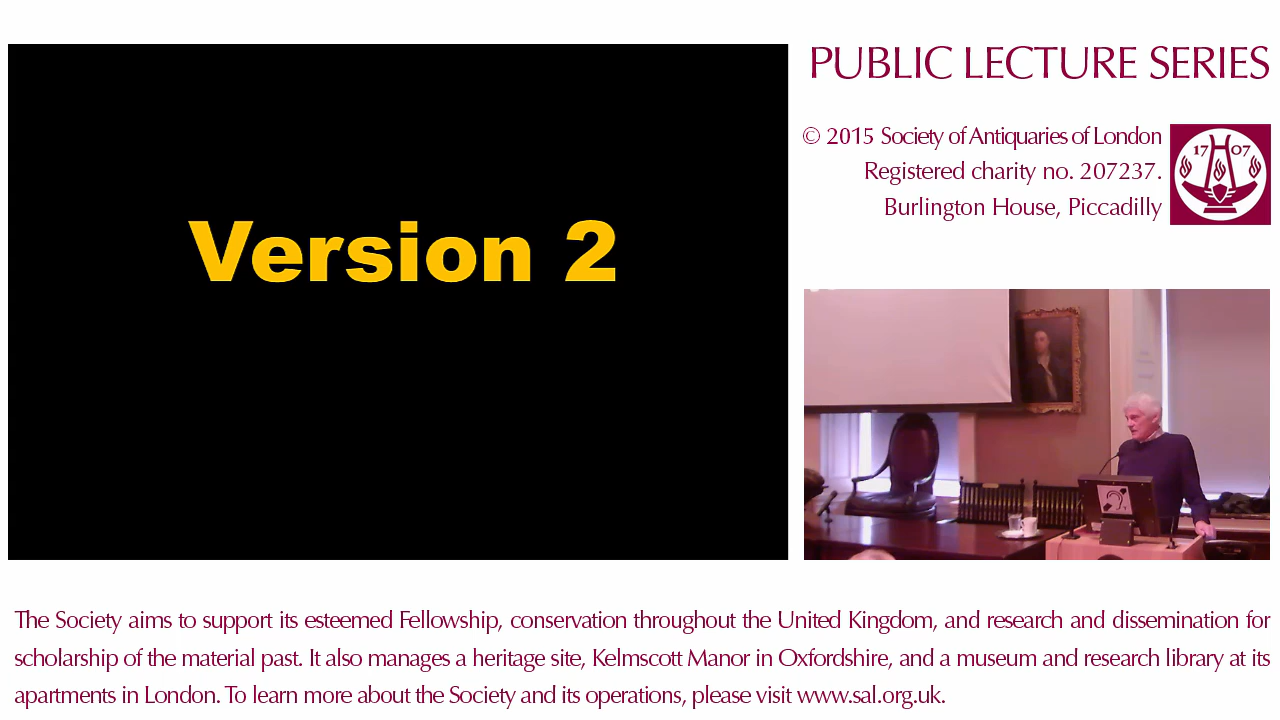 PUBLIC LECTURE SERIES
© 2015 Society of Antiquaries of London
Registered charity no. 207237.
Burlington House, Piccadilly
17 07
Version 2
The Society aims to support its esteemed Fellowship, conservation throughout the United Kingdom, and research and dissemination for
scholarship of the material past. It also manages a heritage site, Kelmscott Manor in Oxfordshire, and a museum and research library at its
apartments in London. To learn more about the Society and its operations, please visit www.sal.org.uk.